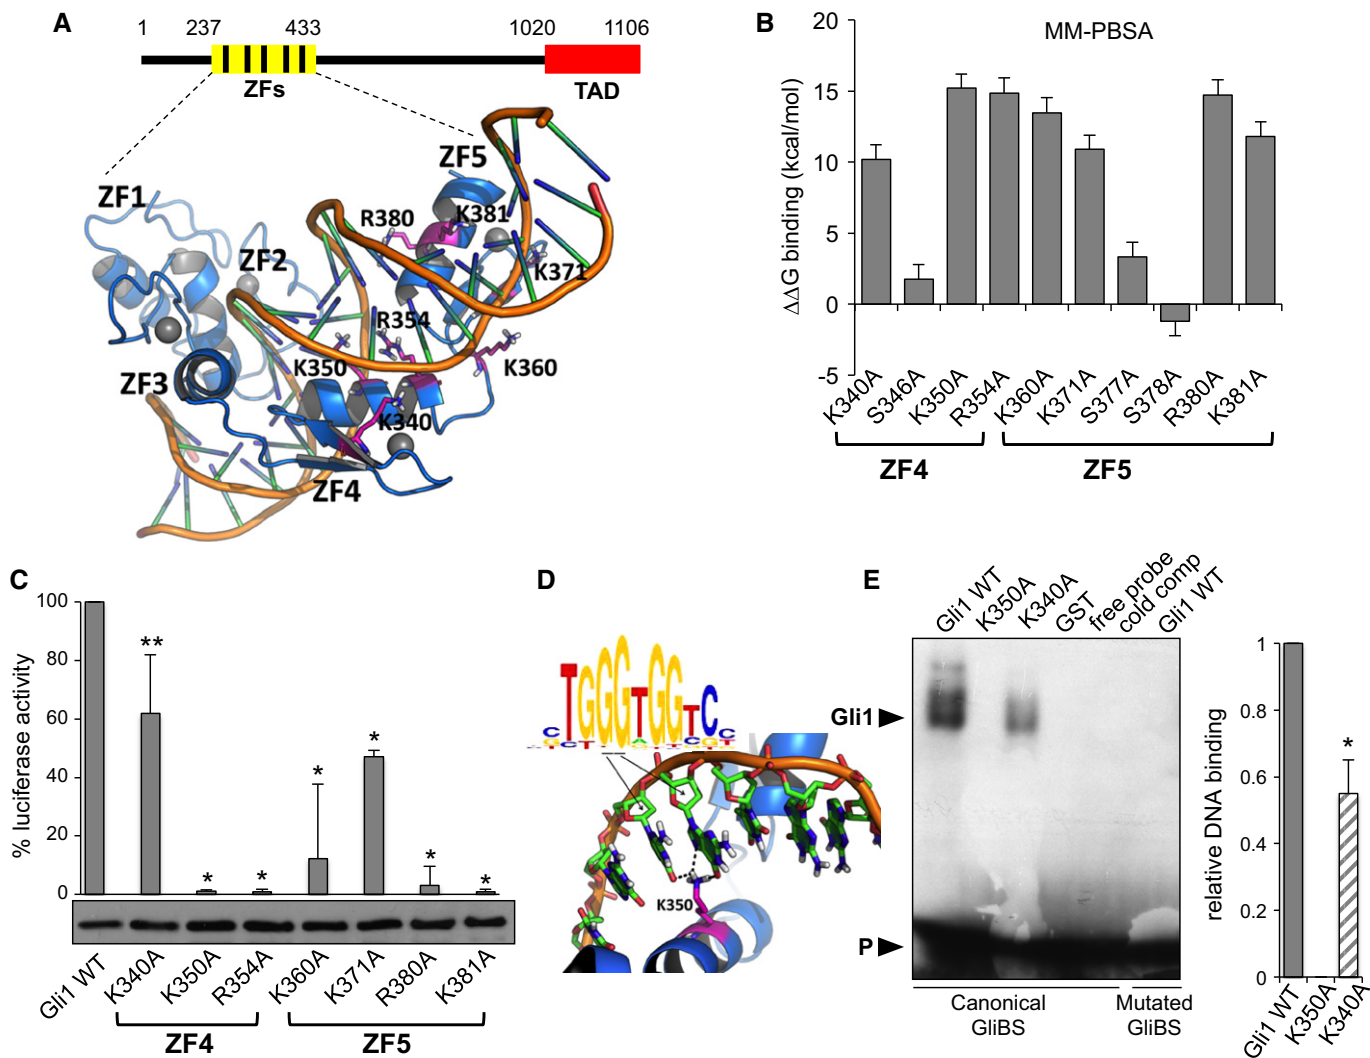 A
1 237 433 1020 1106
ZFs
TAD
ZF5
ZF1
R380
K381
ZF2
K371
R354
K350
K360
ZF3
K340
ZF4
B
MM-PBSA
ΔΔG binding (kcal/mol)
20
15
10
5
0
-5
K340A
S346A
K350A
R354A
K360A
K371A
S377A
S378A
R380A
K381A
ZF4
ZF5
C
% luciferase activity
100
80
60
40
20
0
**
*
*
*
*
*
*
Gli1 WT
K340A
K350A
R354A
K360A
K371A
R380A
K381A
ZF4
ZF5
D
TGGGTGGTC
K350
E
Gli1 WT
K350A
K340A
GST
free probe
cold comp
Gli1 WT
Gli1
P
Canonical
GliBS
Mutated
GliBS
relative DNA binding
1
0.8
0.6
0.4
0.2
0
*
Gli1 WT
K350A
K340A